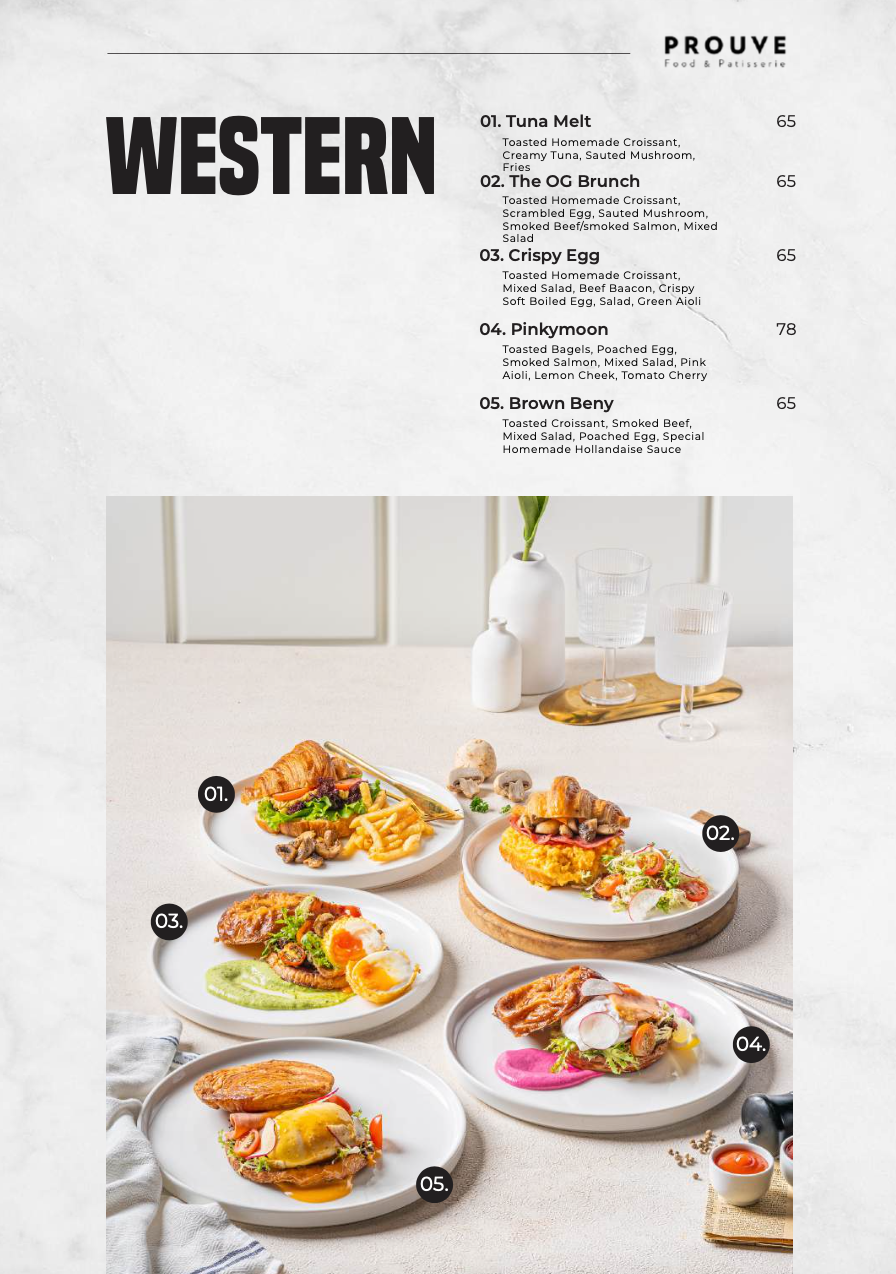 PROUVE
Food & Patisserie
WESTERN
01. Tuna Melt 65
Toasted Homemade Croissant,
Creamy Tuna, Sauted Mushroom,
Fries
02. The OG Brunch 65
Toasted Homemade Croissant,
Scrambled Egg, Sauted Mushroom,
Smoked Beef/smoked Salmon, Mixed
Salad
03. Crispy Egg 65
Toasted Homemade Croissant,
Mixed Salad, Beef Baacon, Crispy
Soft Boiled Egg, Salad, Green Aioli
04. Pinkymoon 78
Toasted Bagels, Poached Egg,
Smoked Salmon, Mixed Salad, Pink
Aioli, Lemon Cheek, Tomato Cherry
05. Brown Beny 65
Toasted Croissant, Smoked Beef,
Mixed Salad, Poached Egg, Special
Homemade Hollandaise Sauce
01.
02.
03.
04.
05.